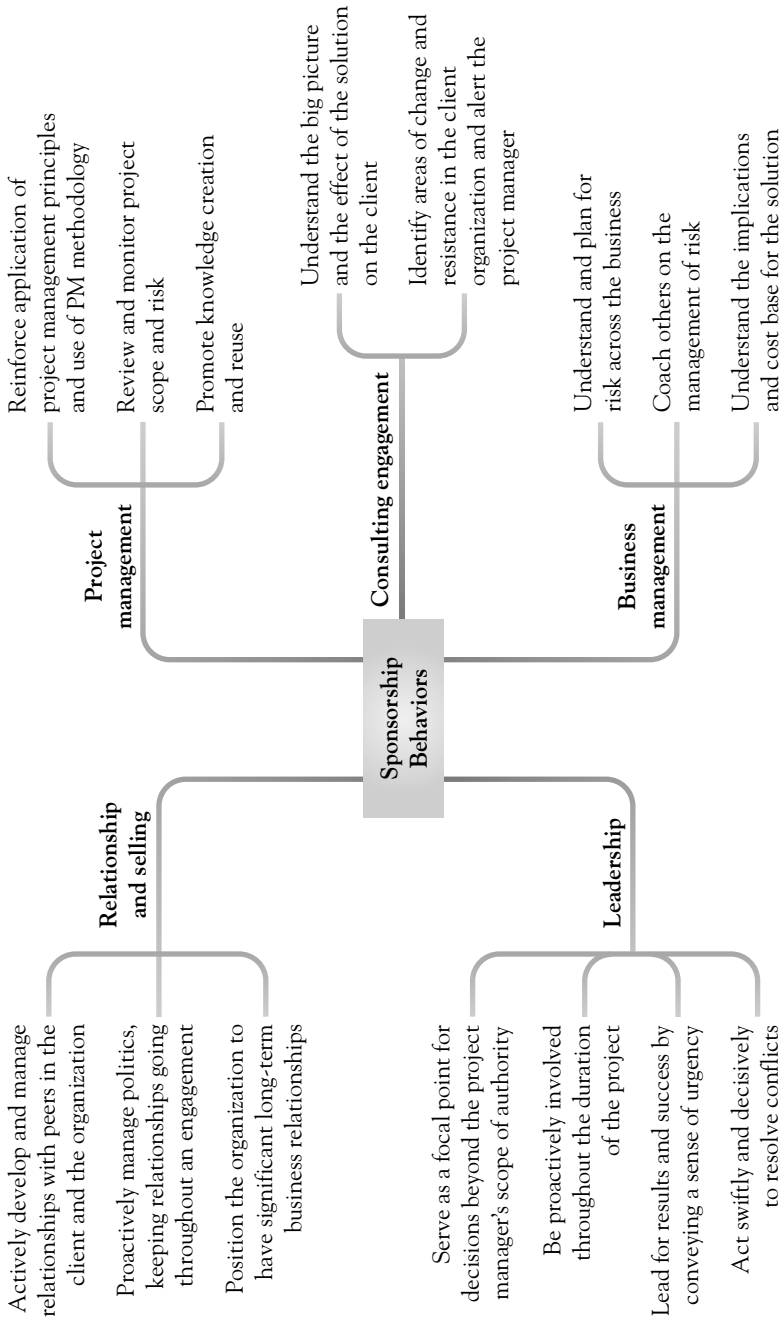 Actively develop and manage
relationships with peers in the
client and the organization
Proactively manage politics,
keeping relationships going
throughout an engagement
Position the organization to
have significant long-term
business relationships
Relationship
and selling
Serve as a focal point for
decisions beyond the project
manager's scope of authority
Be proactively involved
throughout the duration
of the project
Lead for results and success by
conveying a sense of urgency
Act swiftly and decisively
to resolve conflicts
Leadership
Sponsorship
Behaviors
Project
management
Reinforce application of
project management principles
and use of PM methodology
Review and monitor project
scope and risk
Promote knowledge creation
and reuse
Consulting engagement
Understand the big picture
and the effect of the solution
on the client
Identify areas of change and
resistance in the client
organization and alert the
project manager
Business
management
Understand and plan for
risk across the business
Coach others on the
management of risk
Understand the implications
and cost base for the solution